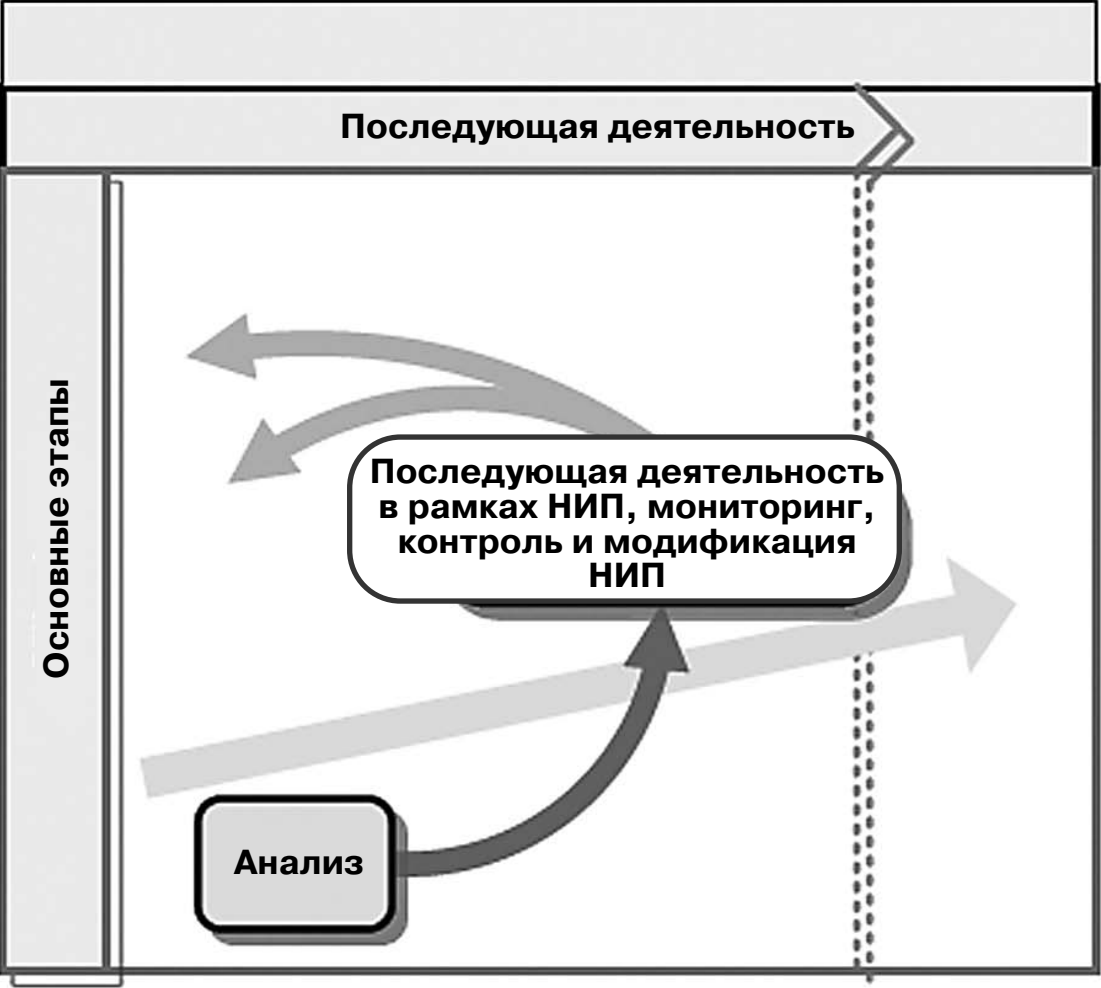 Последующая деятельность
Основные этапы
Последующая деятельность
в рамках НИП, мониторинг,
контроль и модификация
НИП
Анализ